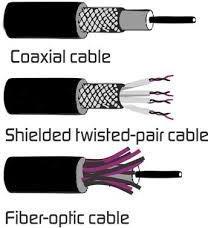 Coaxial cable
Shielded twisted-pair cable
Fiber-optic cable